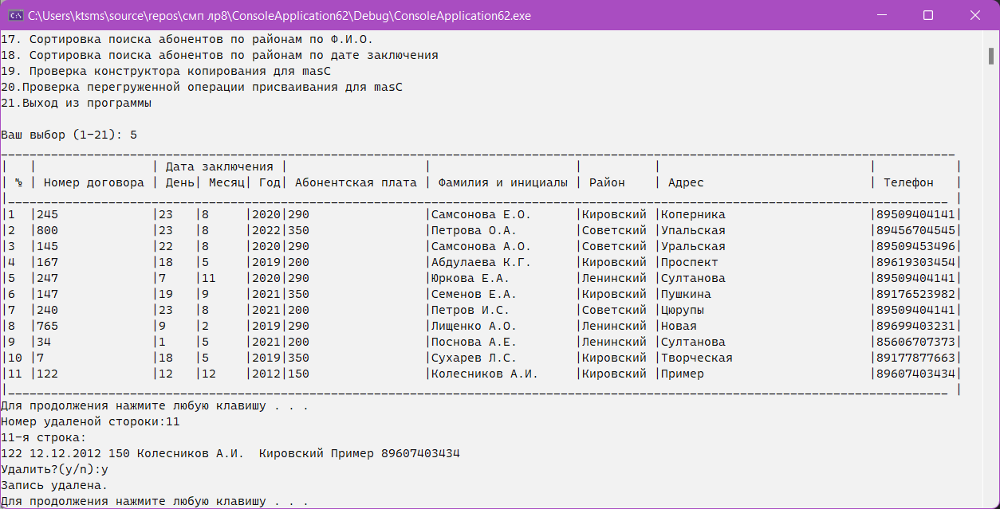 C:\Users\ktsms\source\repos\смп лр8\ConsoleApplication62\Debug\ConsoleApplication62.exe
17. Сортировка поиска абонентов по районам по Ф.И.О.
18. Сортировка поиска абонентов по районам по дате заключения
19. Проверка конструктора копирования для masC
20.Проверка перегруженной операции присваивания для masC
21.Выход из программы
Ваш выбор (1-21): 5
| | | Дата заключения | | | | | |
| № | Номер договора | День| Месяц| Год| Абонентская плата | Фамилия и инициалы | Район | Адрес | Телефон |
|1 |245 |23 |8 |2020|290 |Самсонова Е.О. |Кировский |Коперника |89509404141|
|2 |800 |23 |8 |2022|350 |Петрова О.А. |Советский |Упальская |89456704545|
|3 |145 |22 |8 |2020|290 |Самсонова А.О. |Советский |Уральская |89509453496|
|4 |167 |18 |5 |2019|200 |Абдулаева К.Г. |Кировский |Проспект |89619303454|
|5 |247 |7 |11 |2020|290 |Юркова Е.А. |Ленинский |Султанова |89509404141|
|6 |147 |19 |9 |2021|350 |Семенов Е.А. |Кировский |Пушкина |89176523982|
|7 |240 |23 |8 |2021|200 |Петров И.С. |Советский |Цюрупы |89509404141|
|8 |765 |9 |2 |2019|290 |Лищенко А.О. |Ленинский |Новая |89699403231|
|9 |34 |1 |5 |2021|200 |Поснова А.Е. |Ленинский |Султанова |85606707373|
|10 |7 |18 |5 |2019|350 |Сухарев Л.С. |Кировский |Творческая |89177877663|
|11 |122 |12 |12 |2012|150 |Колесников А.И. |Кировский |Пример |89607403434|
Для продолжения нажмите любую клавишу . . .
Номер удаленой стороки:11
11-я строка:
122 12.12.2012 150 Колесников А.И. Кировский Пример 89607403434
Удалить?(y/n):y
Запись удалена.
Для продолжения нажмите любую клавишу . . .